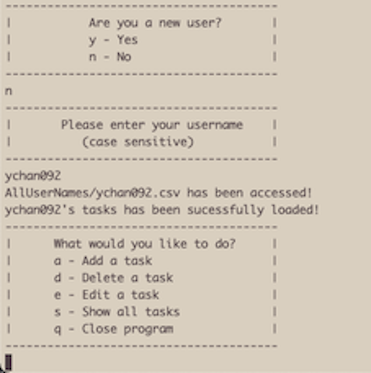 ---------------------------------------
| Are you a new user? |
| y - Yes |
| n - No |
---------------------------------------
n
---------------------------------------
| Please enter your username |
| (case sensitive) |
---------------------------------------
ychan092
AllUserNames/ychan092.csv has been accessed!
ychan092's tasks has been sucessfully loaded!
---------------------------------------
| What would you like to do? |
| a - Add a task |
| d - Delete a task |
| e - Edit a task |
| s - Show all tasks |
| q - Close program |
---------------------------------------